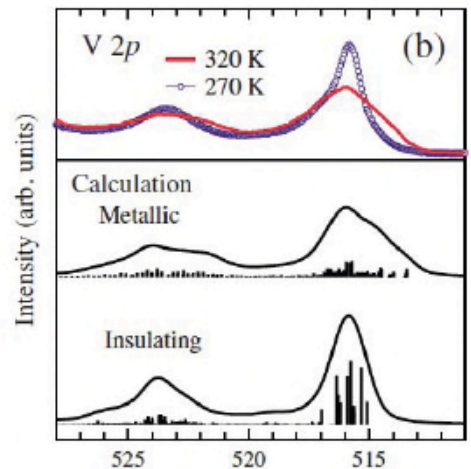 V 2p
(b)
320 K
270 K
Intensity (arb. units)
Calculation
Metallic
Insulating
525
520
515